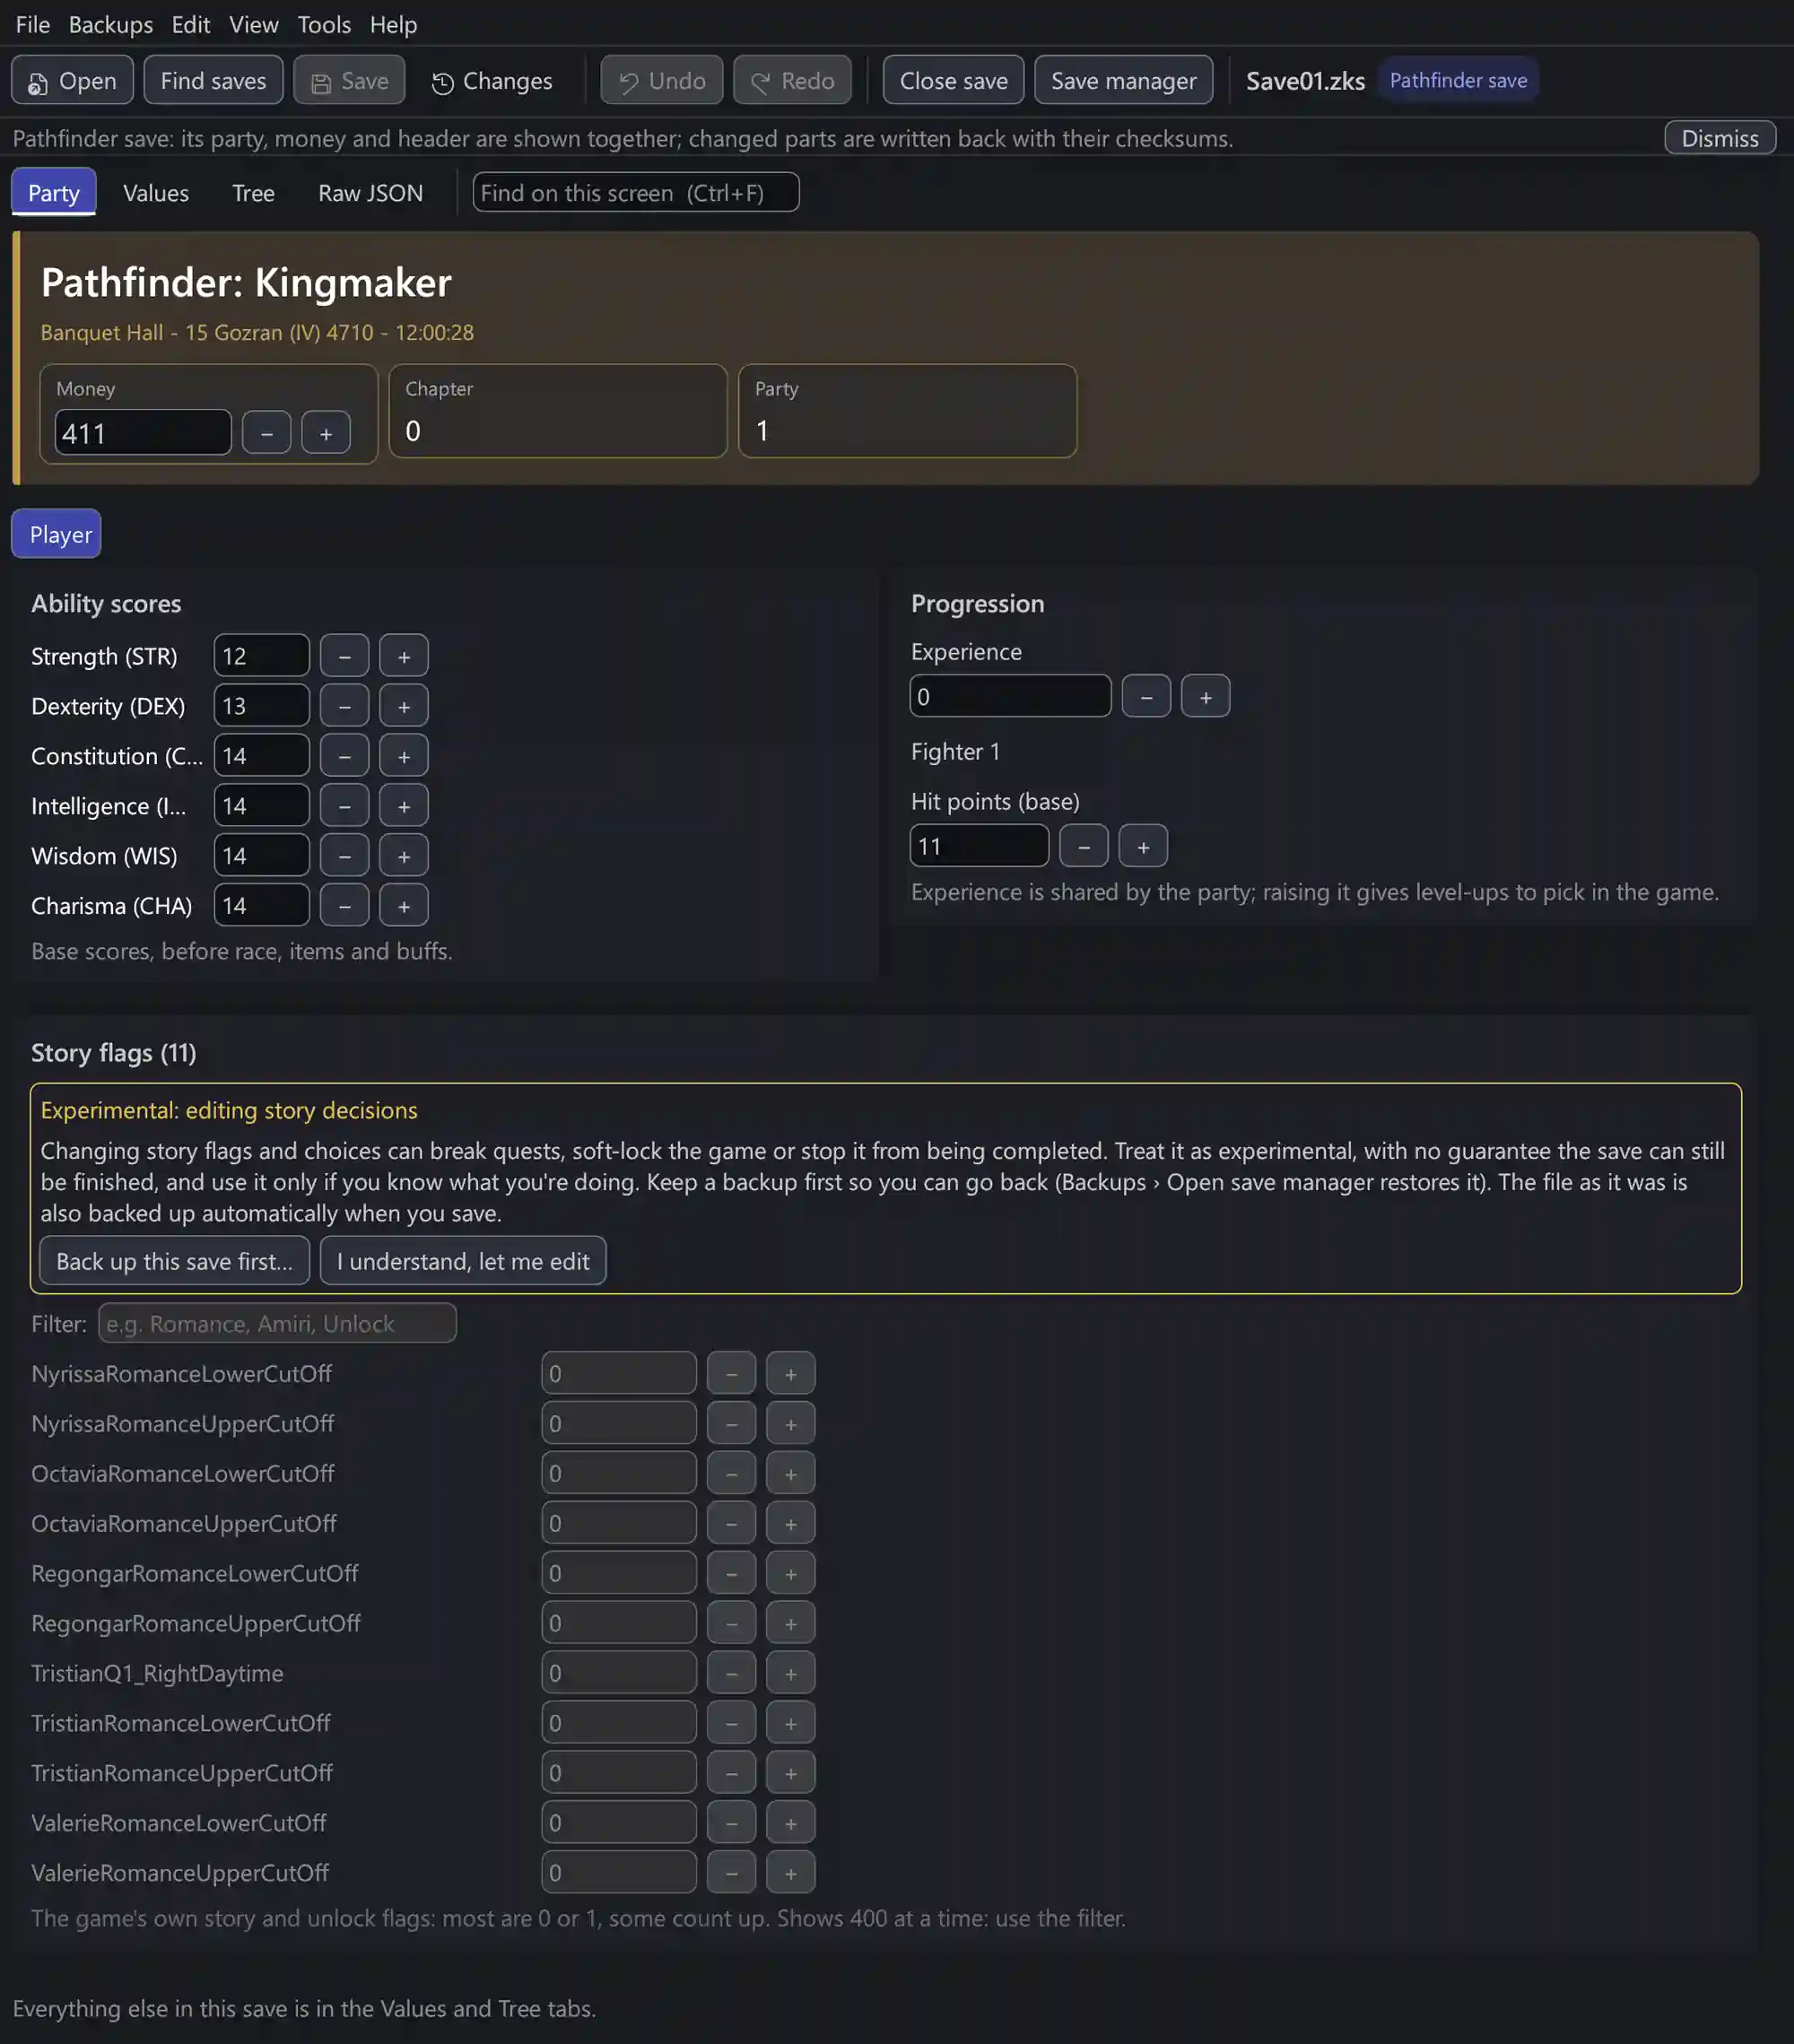 File Backups Edit View Tools Help
Open Find saves Save Changes Undo Redo Close save Save manager Save01.zks Pathfinder save
Pathfinder save: its party, money and header are shown together; changed parts are written back with their checksums. Dismiss
Party Values Tree Raw JSON Find on this screen (Ctrl+F)
Pathfinder: Kingmaker
Banquet Hall - 15 Gozran (IV) 4710 - 12:00:28
Money Chapter Party
411 − + 0 1
Player
Ability scores
Strength (STR) 12 − +
Dexterity (DEX) 13 − +
Constitution (C... 14 − +
Intelligence (I... 14 − +
Wisdom (WIS) 14 − +
Charisma (CHA) 14 − +
Base scores, before race, items and buffs.
Progression
Experience
0 − +
Fighter 1
Hit points (base)
11 − +
Experience is shared by the party; raising it gives level-ups to pick in the game.
Story flags (11)
Experimental: editing story decisions
Changing story flags and choices can break quests, soft-lock the game or stop it from being completed. Treat it as experimental, with no guarantee the save can still
be finished, and use it only if you know what you're doing. Keep a backup first so you can go back (Backups › Open save manager restores it). The file as it was is
also backed up automatically when you save.
Back up this save first... I understand, let me edit
Filter: e.g. Romance, Amiri, Unlock
NyrissaRomanceLowerCutOff 0 − +
NyrissaRomanceUpperCutOff 0 − +
OctaviaRomanceLowerCutOff 0 − +
OctaviaRomanceUpperCutOff 0 − +
RegongarRomanceLowerCutOff 0 − +
RegongarRomanceUpperCutOff 0 − +
TristianQ1_RightDaytime 0 − +
TristianRomanceLowerCutOff 0 − +
TristianRomanceUpperCutOff 0 − +
ValerieRomanceLowerCutOff 0 − +
ValerieRomanceUpperCutOff 0 − +
The game's own story and unlock flags: most are 0 or 1, some count up. Shows 400 at a time: use the filter.
Everything else in this save is in the Values and Tree tabs.